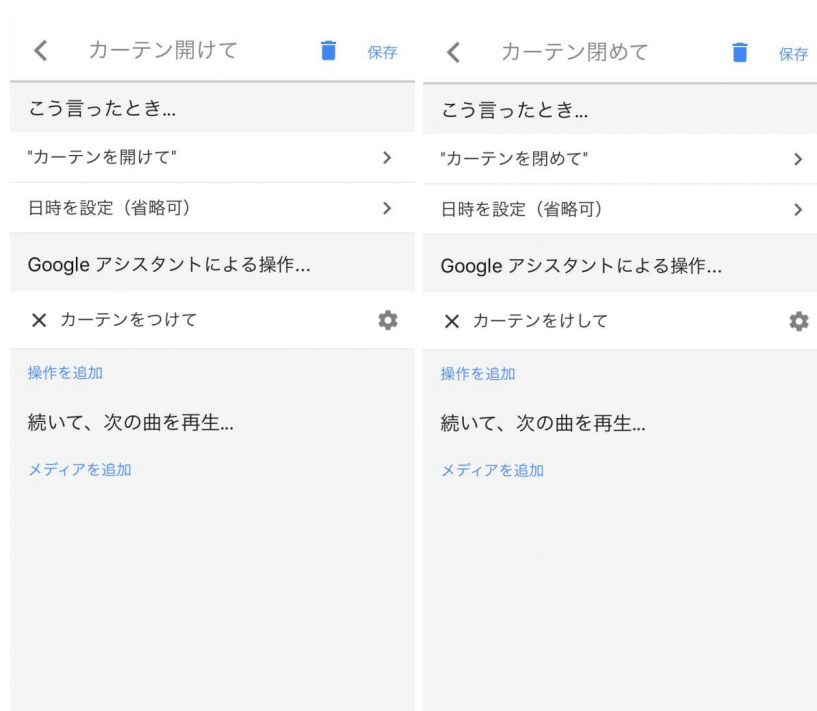 カーテン開けて
保存
こう言ったとき...
"カーテンを開けて"
日時を設定（省略可）
Google アシスタントによる操作...
カーテンをつけて
操作を追加
続いて、次の曲を再生...
メディアを追加
カーテン閉めて
保存
こう言ったとき...
"カーテンを閉めて"
日時を設定（省略可）
Google アシスタントによる操作...
カーテンをけして
操作を追加
続いて、次の曲を再生...
メディアを追加